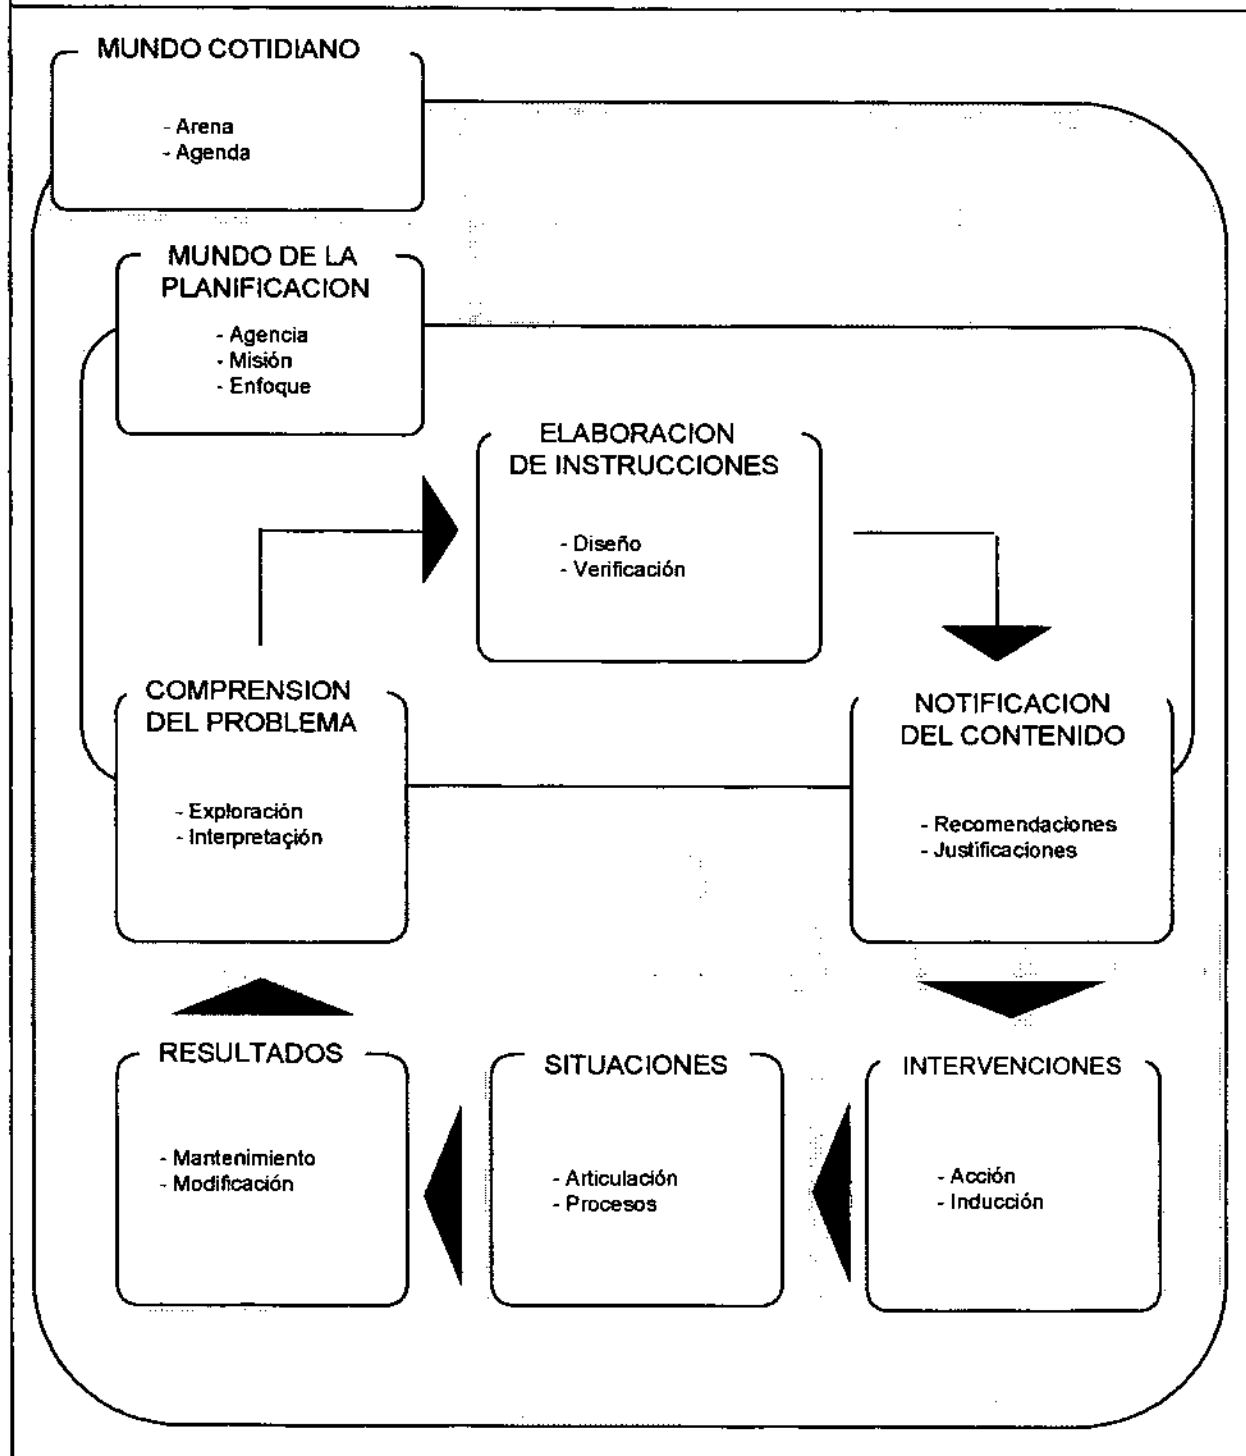 MUNDO COTIDIANO
- Arena
- Agenda
MUNDO DE LA
PLANIFICACION
- Agencia
- Misión
- Enfoque
ELABORACION
DE INSTRUCCIONES
- Diseño
- Verificación
COMPRENSION
DEL PROBLEMA
- Exploración
- Interpretación
NOTIFICACION
DEL CONTENIDO
- Recomendaciones
- Justificaciones
RESULTADOS
- Mantenimiento
- Modificación
SITUACIONES
- Articulación
- Procesos
INTERVENCIONES
- Acción
- Inducción